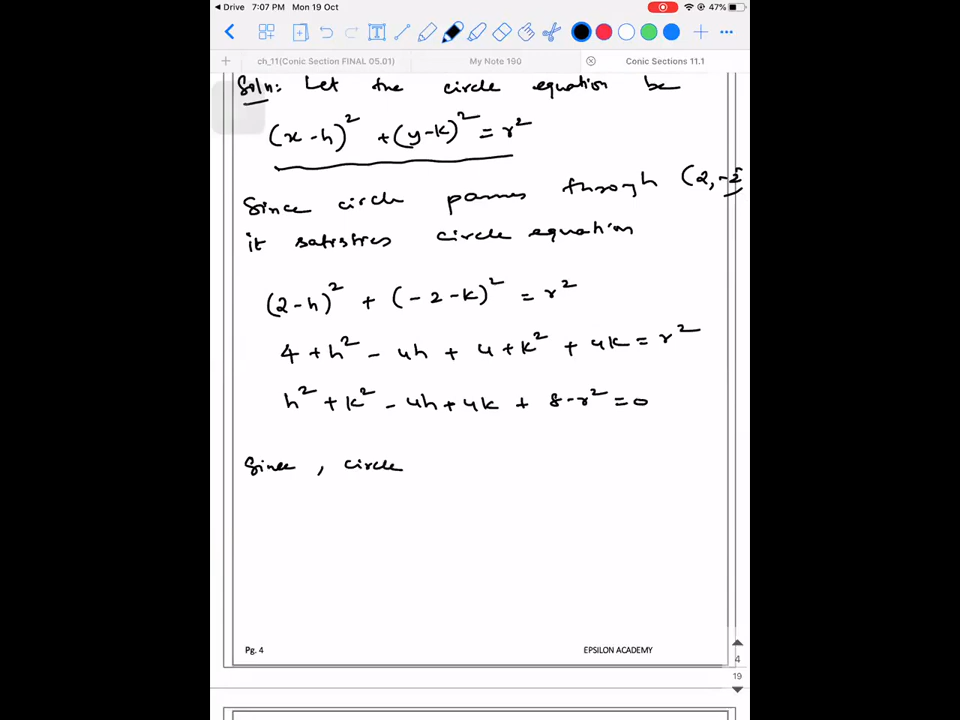 Drive 7:07 PM Mon 19 Oct 47%
ch_11(Conic Section FINAL 05.01) My Note 190 Conic Sections 11.1
Soln: Let the circle equation be
(x-h)² + (y-k)² = r²
Since circle passes through (2,-2
it satisfies circle equation
(2-h)² + (-2-k)² = r²
4 + h² - 4h + 4 + k² + 4k = r²
h² + k² - 4h + 4k + 8 - r² = 0
Since, circle
Pg. 4 EPSILON ACADEMY
4
19